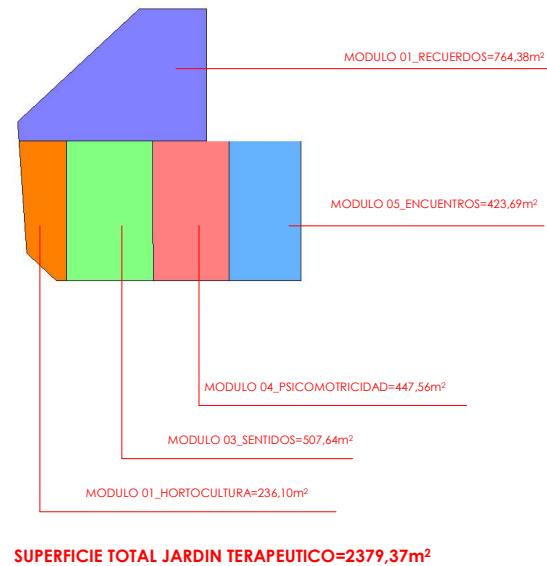 MODULO 01_RECUERDOS=764,38m²
MODULO 05_ENCUENTROS=423,69m²
MODULO 04_PSICOMOTRICIDAD=447,56m²
MODULO 03_SENTIDOS=507,64m²
MODULO 01_HORTOCULTURA=236,10m²
SUPERFICIE TOTAL JARDIN TERAPEUTICO=2379,37m²